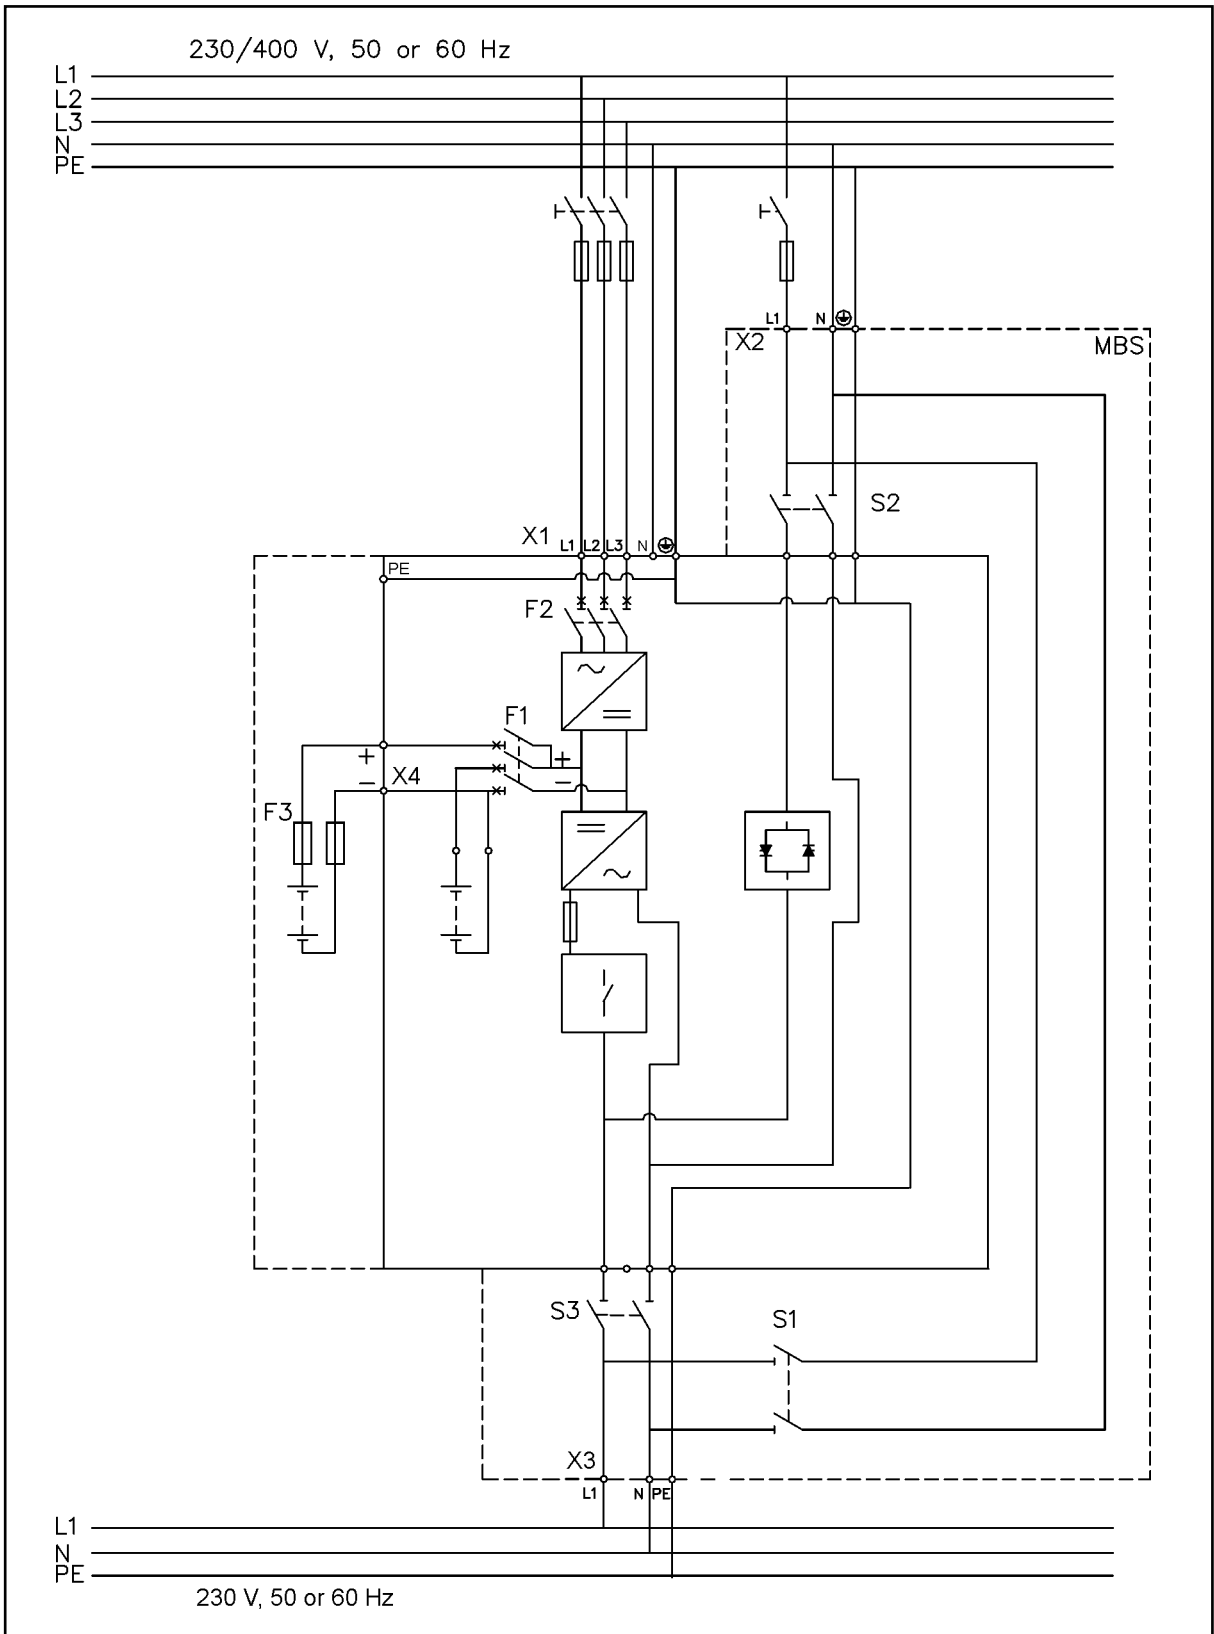 230/400 V, 50 or 60 Hz
L1
L2
L3
N
PE
L1 N
X2 MBS
S2
X1 L1 L2 L3 N
PE
F2
F1
+ +
− X4 −
F3
S3 S1
X3
L1 N PE
L1
N
PE
230 V, 50 or 60 Hz